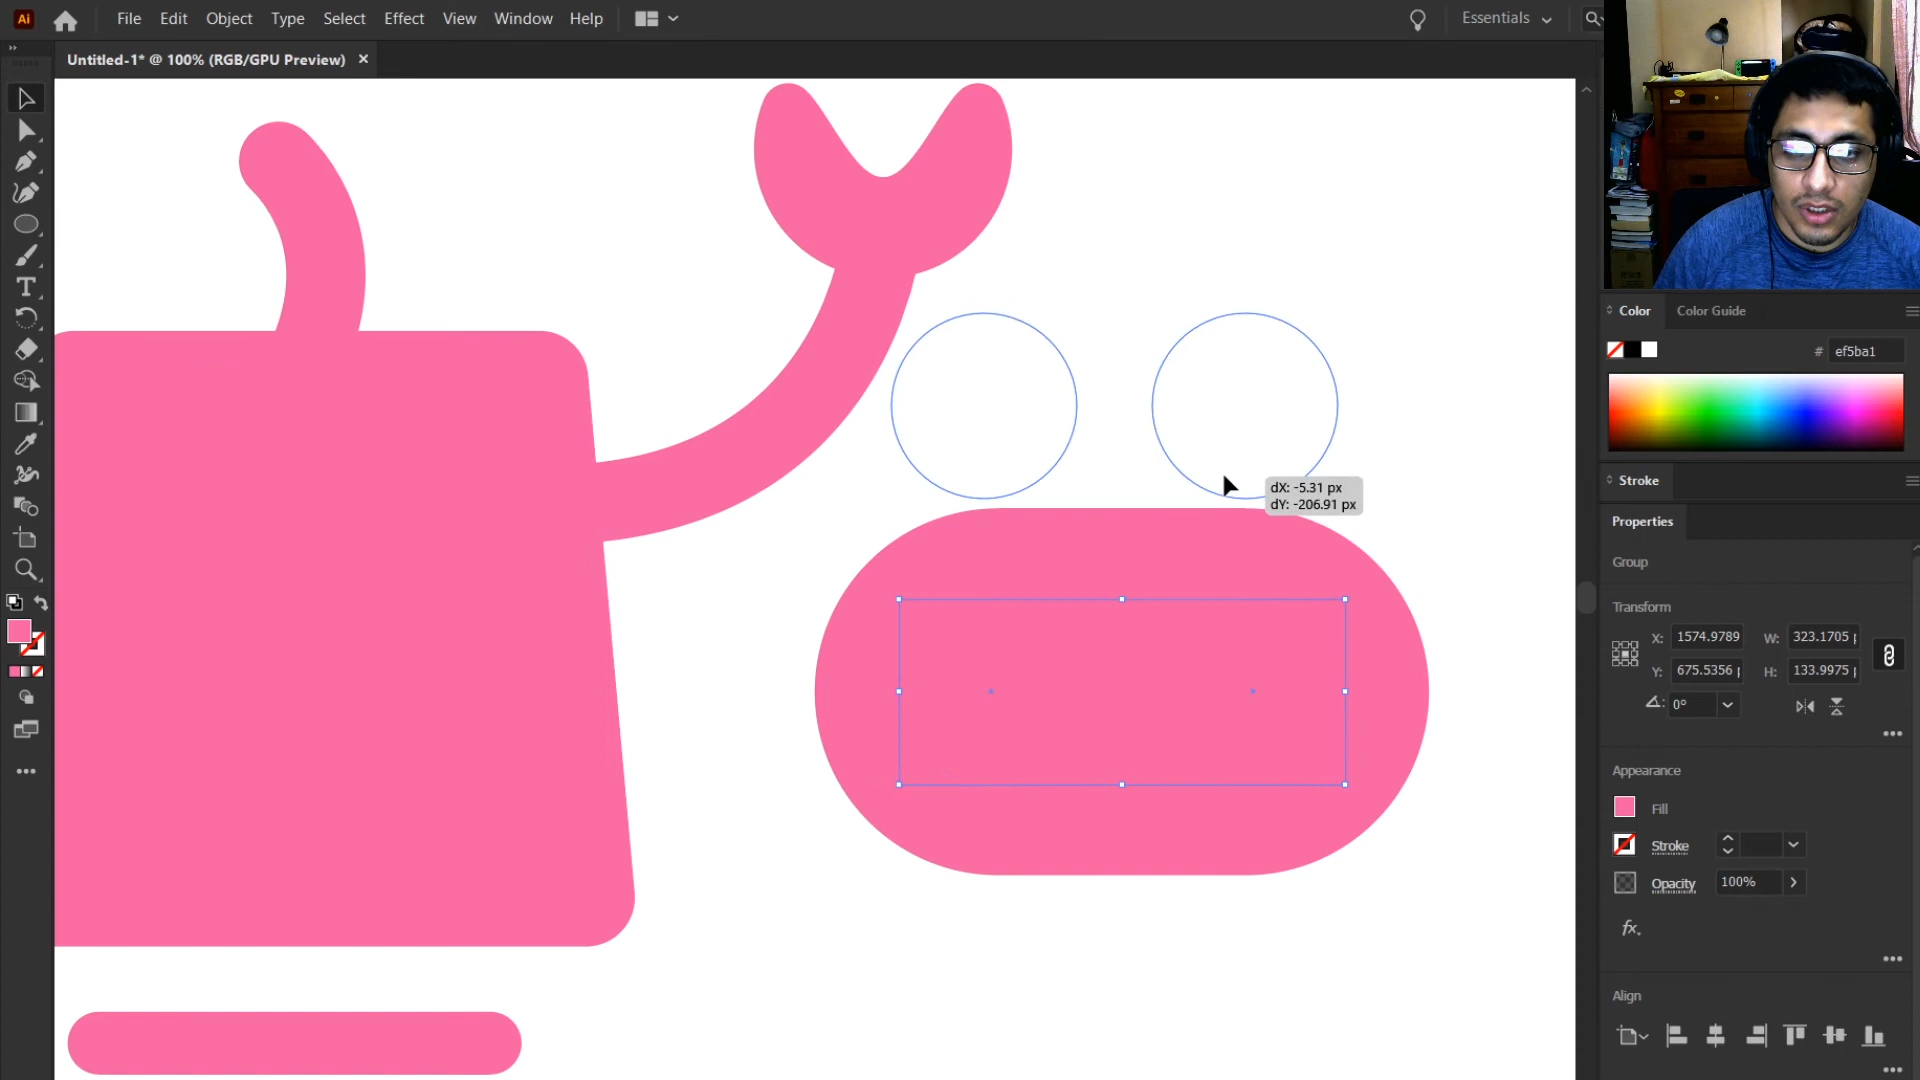 Ai File Edit Object Type Select Effect View Window Help Essentials
Untitled-1* @ 100% (RGB/GPU Preview) ×
Color Color Guide
# ef5ba1
Stroke
dX: -5.31 px
dY: -206.91 px
Properties
Group
Transform
X: 1574.9789 W: 323.1705 p
Y: 675.5356 p H: 133.9975 p
0°
Appearance
Fill
Stroke
Opacity 100%
fx.
Align